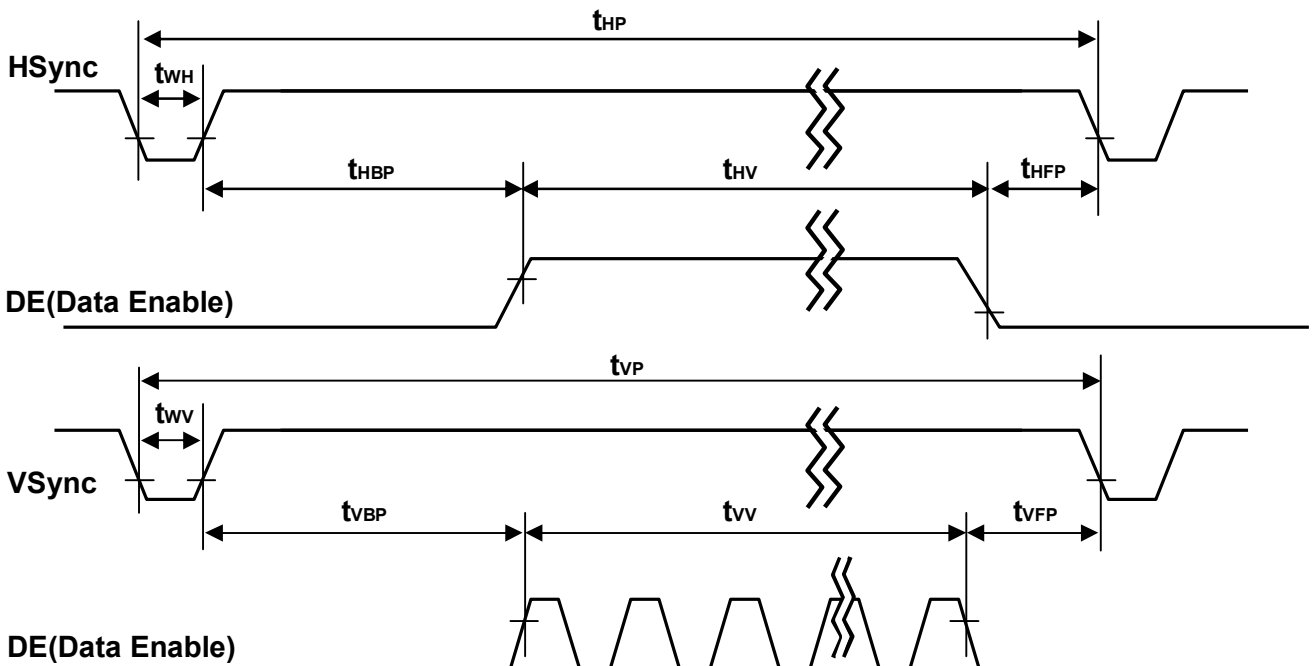 tHP
HSync
tWH
tHBP
tHV
tHFP
DE(Data Enable)
tVP
tWV
VSync
tVBP
tVV
tVFP
DE(Data Enable)